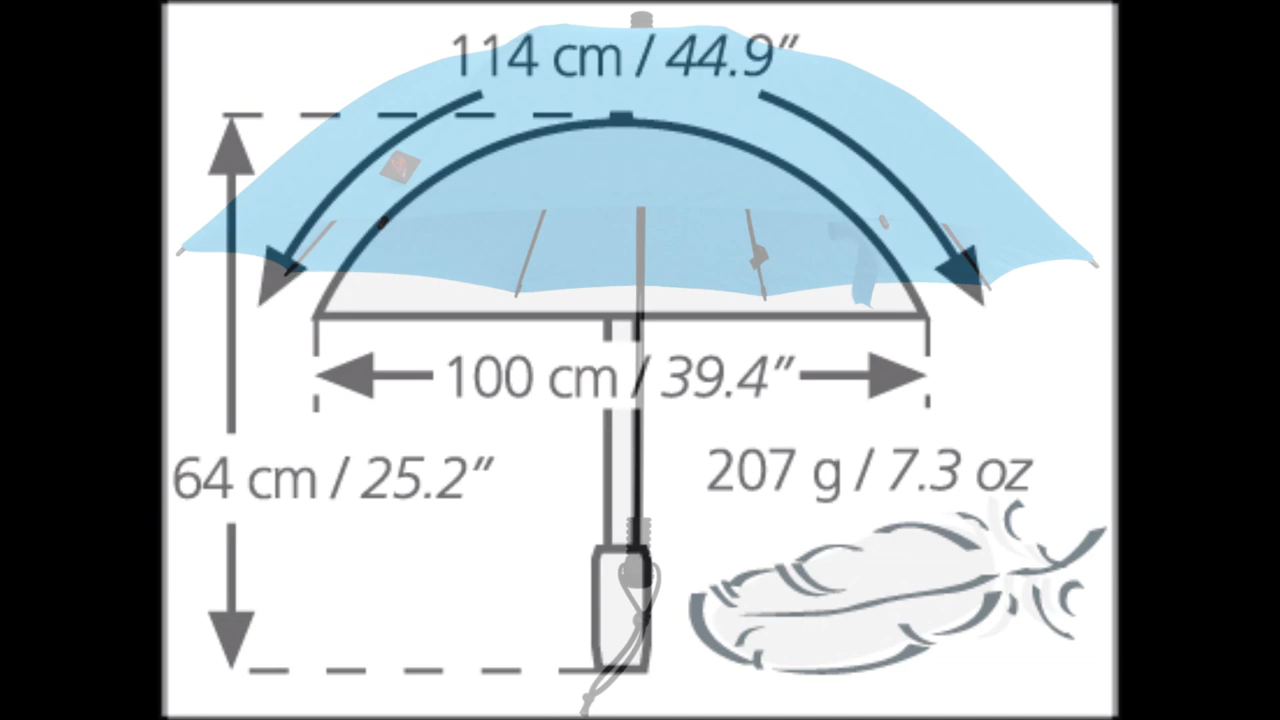 114 cm / 44.9"
100 cm / 39.4"
64 cm / 25.2"
207 g / 7.3 oz